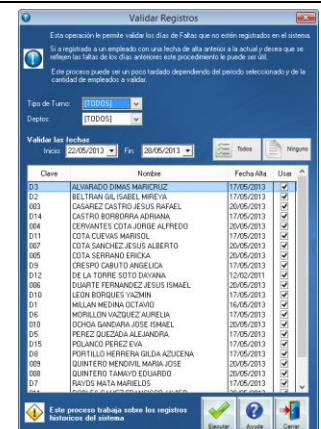 Validar Registros
Esta operación le permite validar los días de Faltas que no estén registrados en el sistema
Si a registrado a un empleado con una fecha de alta anterior a la actual y desea que se
reflejen las faltas de los días anteriores este procedimiento le puede ser útil.
Este proceso puede ser un poco tardado dependiendo del periodo seleccionado y de la
cantidad de empleados a validar.
Tipo de Turno: [TODOS]
Deptos: [TODOS]
Validar las fechas
Inicio: 22/05/2013 Fin: 28/05/2013 Todos Ninguno
Clave Nombre Fecha Alta Usar
D3 ALVARADO DIMAS MARICRUZ 17/05/2013
D2 BELTRAN GIL ISABEL MIREYA 17/05/2013
003 CASAREZ CASTRO JESUS RAFAEL 20/05/2013
D14 CASTRO BORBORRA ADRIANA 17/05/2013
004 CERVANTES COTA JORGE ALFREDO 20/05/2013
D11 COTA CUEVAS MARISOL 17/05/2013
007 COTA SANCHEZ JESUS ALBERTO 20/05/2013
005 COTA SERRANO ERICKA 20/05/2013
D9 CRESPO CABUTO ANGELICA 17/05/2013
D12 DE LA TORRE SOTO DAYANA 12/02/2011
006 DUARTE FERNANDEZ JESUS ISMAEL 20/05/2013
D10 LEON BORQUES YAZMIN 17/05/2013
D1 MILLAN MEDINA OCTAVIO 16/05/2013
D6 MORILLON VAZQUEZ AURELIA 17/05/2013
010 OCHOA GANDARA JOSE ISMAEL 20/05/2013
D5 PEREZ QUEZADA ALEJANDRA 17/05/2013
D15 POLANCO PEREZ EVA 17/05/2013
D8 PORTILLO HERRERA GILDA AZUCENA 17/05/2013
009 QUINTERO MENDIVIL MARIA JOSE 20/05/2013
008 QUINTERO TAMAYO EDUARDO 20/05/2013
D7 RAYOS MATA MARIELOS 17/05/2013
Este proceso trabaja sobre los registros
historicos del sistema
Ejecutar Ayuda Cerrar